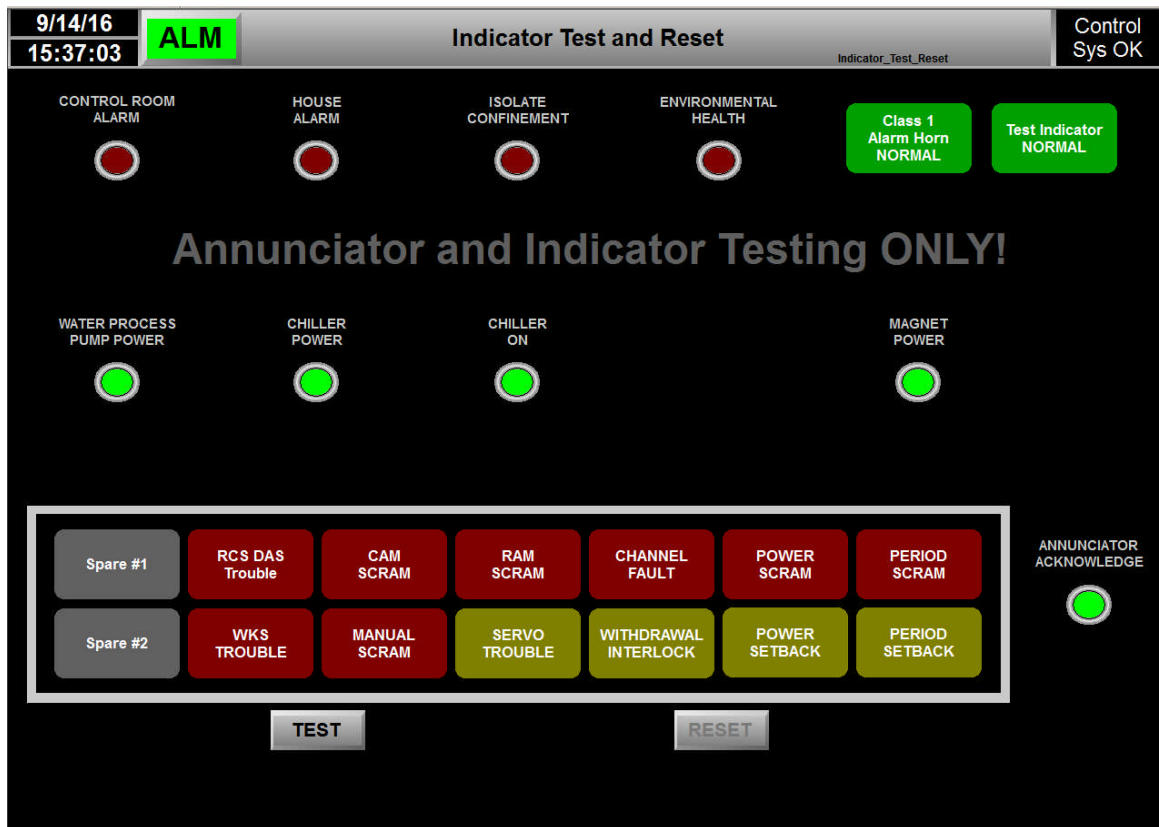 9/14/16
15:37:03
ALM
Indicator Test and Reset
Indicator_Test_Reset
Control
Sys OK
CONTROL ROOM
ALARM
HOUSE
ALARM
ISOLATE
CONFINEMENT
ENVIRONMENTAL
HEALTH
Class 1
Alarm Horn
NORMAL
Test Indicator
NORMAL
Annunciator and Indicator Testing ONLY!
WATER PROCESS
PUMP POWER
CHILLER
POWER
CHILLER
ON
MAGNET
POWER
Spare #1
RCS DAS
Trouble
CAM
SCRAM
RAM
SCRAM
CHANNEL
FAULT
POWER
SCRAM
PERIOD
SCRAM
ANNUNCIATOR
ACKNOWLEDGE
Spare #2
WKS
TROUBLE
MANUAL
SCRAM
SERVO
TROUBLE
WITHDRAWAL
INTERLOCK
POWER
SETBACK
PERIOD
SETBACK
TEST
RESET